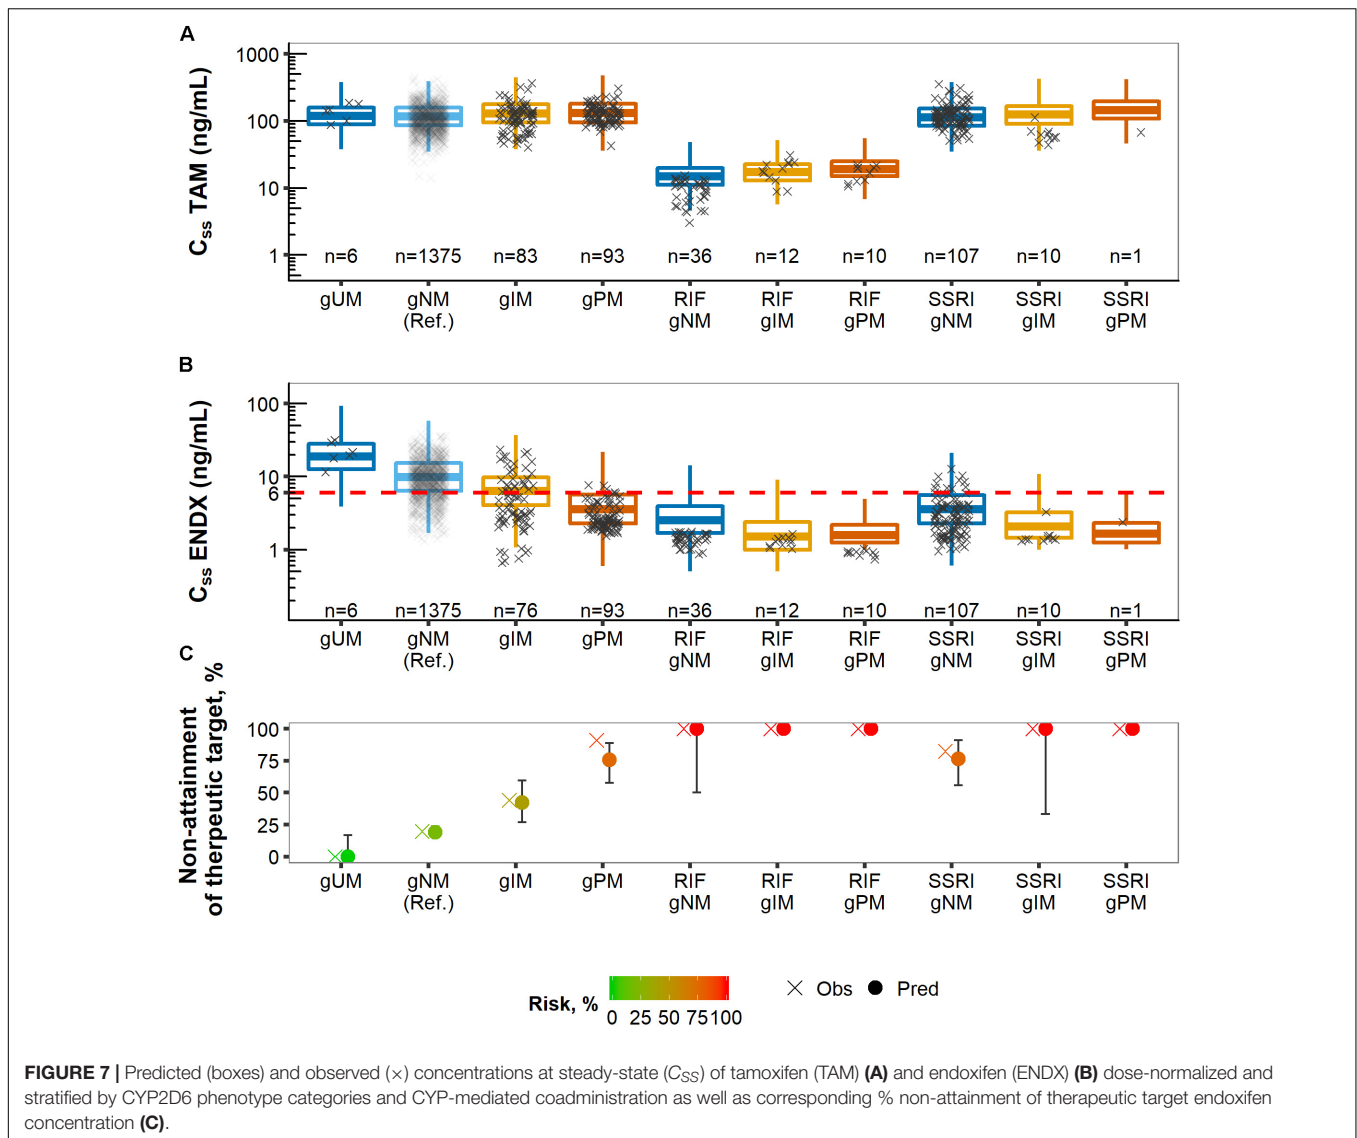 A
1000
100
10
1
C_SS TAM (ng/mL)
n=6 n=1375 n=83 n=93 n=36 n=12 n=10 n=107 n=10 n=1
gUM gNM gIM gPM RIF RIF RIF SSRI SSRI SSRI
(Ref.) gNM gIM gPM gNM gIM gPM
B
100
10
6
1
C_SS ENDX (ng/mL)
n=6 n=1375 n=76 n=93 n=36 n=12 n=10 n=107 n=10 n=1
gUM gNM gIM gPM RIF RIF RIF SSRI SSRI SSRI
(Ref.) gNM gIM gPM gNM gIM gPM
C
100
75
50
25
0
Non-attainment
of therpeutic target, %
gUM gNM gIM gPM RIF RIF RIF SSRI SSRI SSRI
(Ref.) gNM gIM gPM gNM gIM gPM
Risk, %
0 25 50 75 100
× Obs ● Pred
FIGURE 7 | Predicted (boxes) and observed (×) concentrations at steady-state (C_SS) of tamoxifen (TAM) (A) and endoxifen (ENDX) (B) dose-normalized and
stratified by CYP2D6 phenotype categories and CYP-mediated coadministration as well as corresponding % non-attainment of therapeutic target endoxifen
concentration (C).